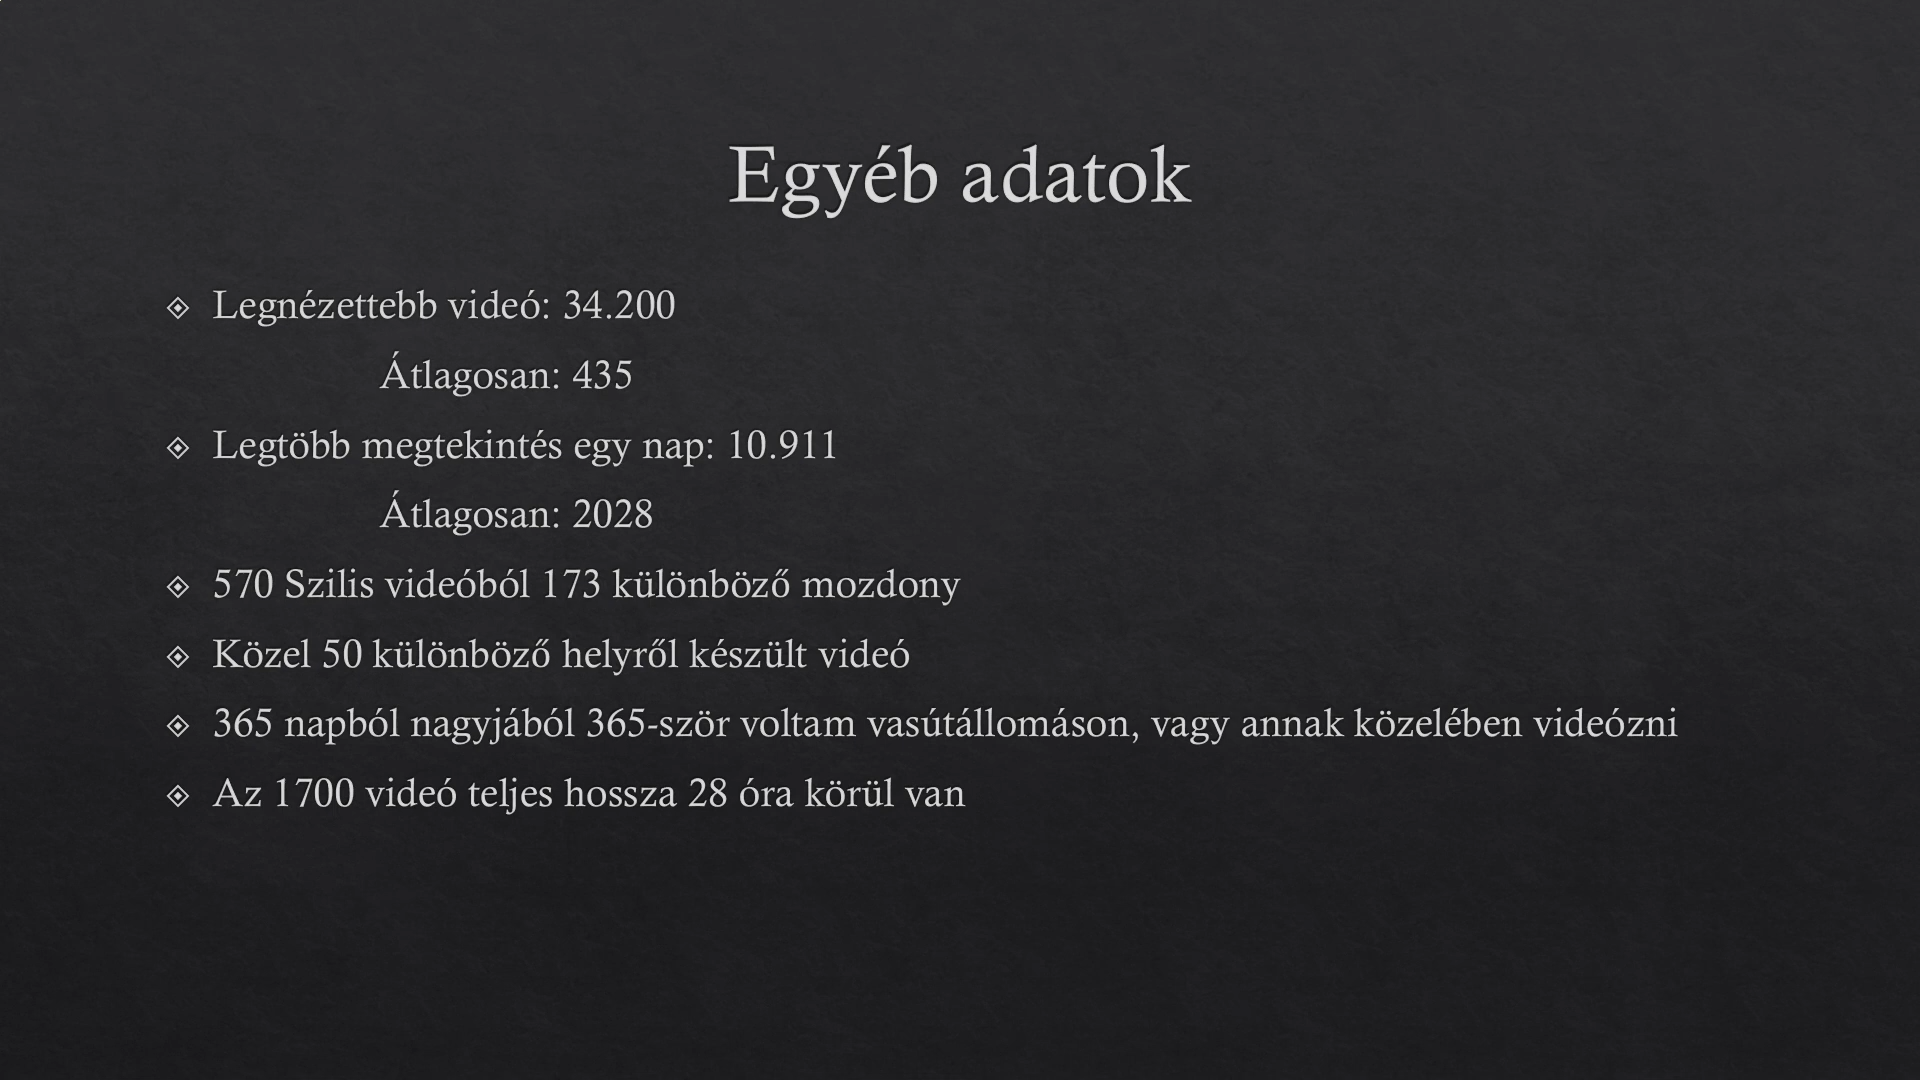 Egyéb adatok
Legnézettebb videó: 34.200
Átlagosan: 435
Legtöbb megtekintés egy nap: 10.911
Átlagosan: 2028
570 Szilis videóból 173 különböző mozdony
Közel 50 különböző helyről készült videó
365 napból nagyjából 365-ször voltam vasútállomáson, vagy annak közelében videózni
Az 1700 videó teljes hossza 28 óra körül van